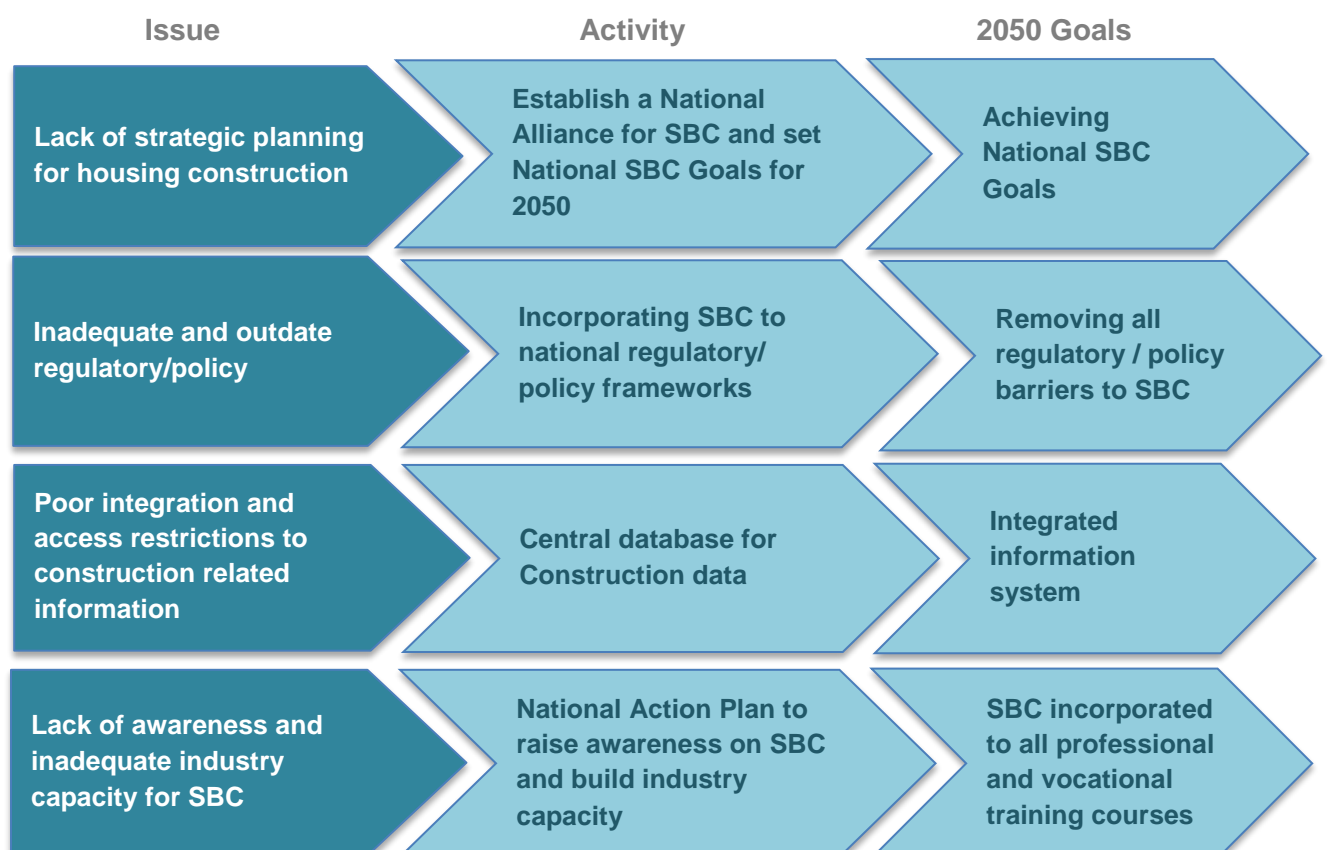 Issue
Activity
2050 Goals
Lack of strategic planning
for housing construction
Establish a National
Alliance for SBC and set
National SBC Goals for
2050
Achieving
National SBC
Goals
Inadequate and outdate
regulatory/policy
Incorporating SBC to
national regulatory/
policy frameworks
Removing all
regulatory / policy
barriers to SBC
Poor integration and
access restrictions to
construction related
information
Central database for
Construction data
Integrated
information
system
Lack of awareness and
inadequate industry
capacity for SBC
National Action Plan to
raise awareness on SBC
and build industry
capacity
SBC incorporated
to all professional
and vocational
training courses